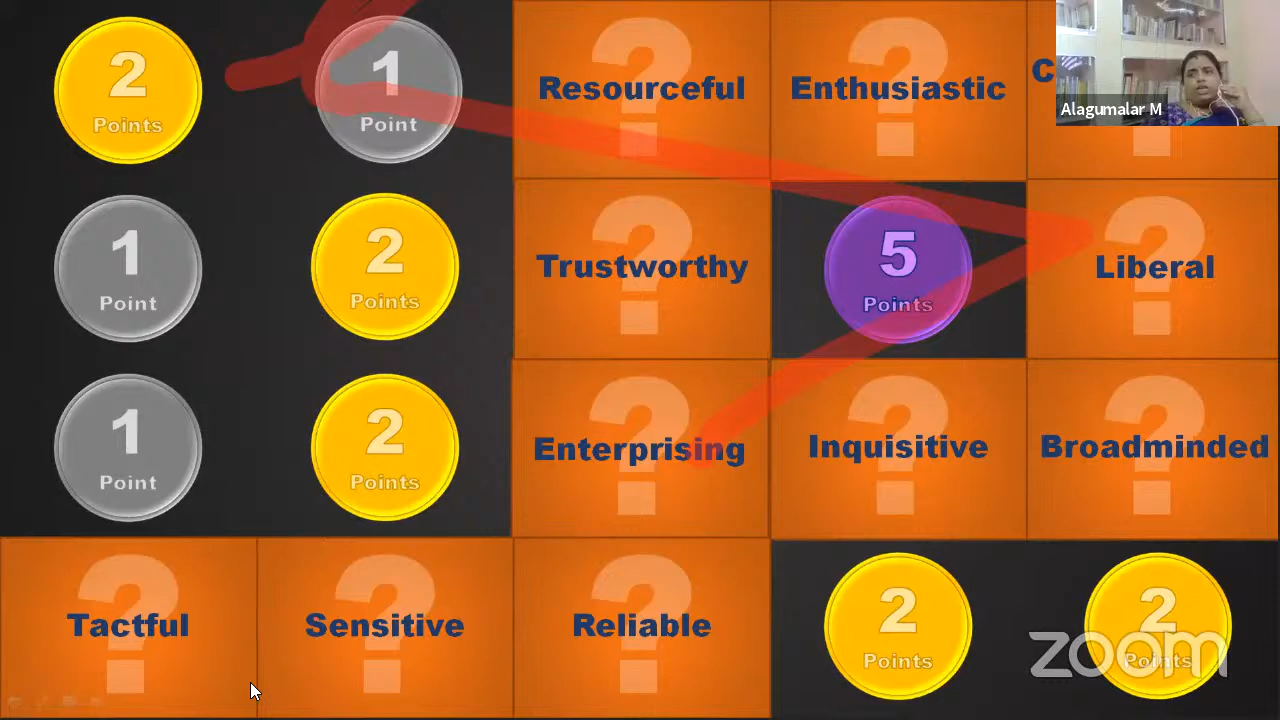 2
Points
1
Point
?
Resourceful
?
Enthusiastic
C
Alagumalar M
1
Point
2
Points
?
Trustworthy
5
Points
?
Liberal
1
Point
2
Points
?
Enterprising
?
Inquisitive
?
Broadminded
?
Tactful
?
Sensitive
?
Reliable
2
Points
2
Points
zoom